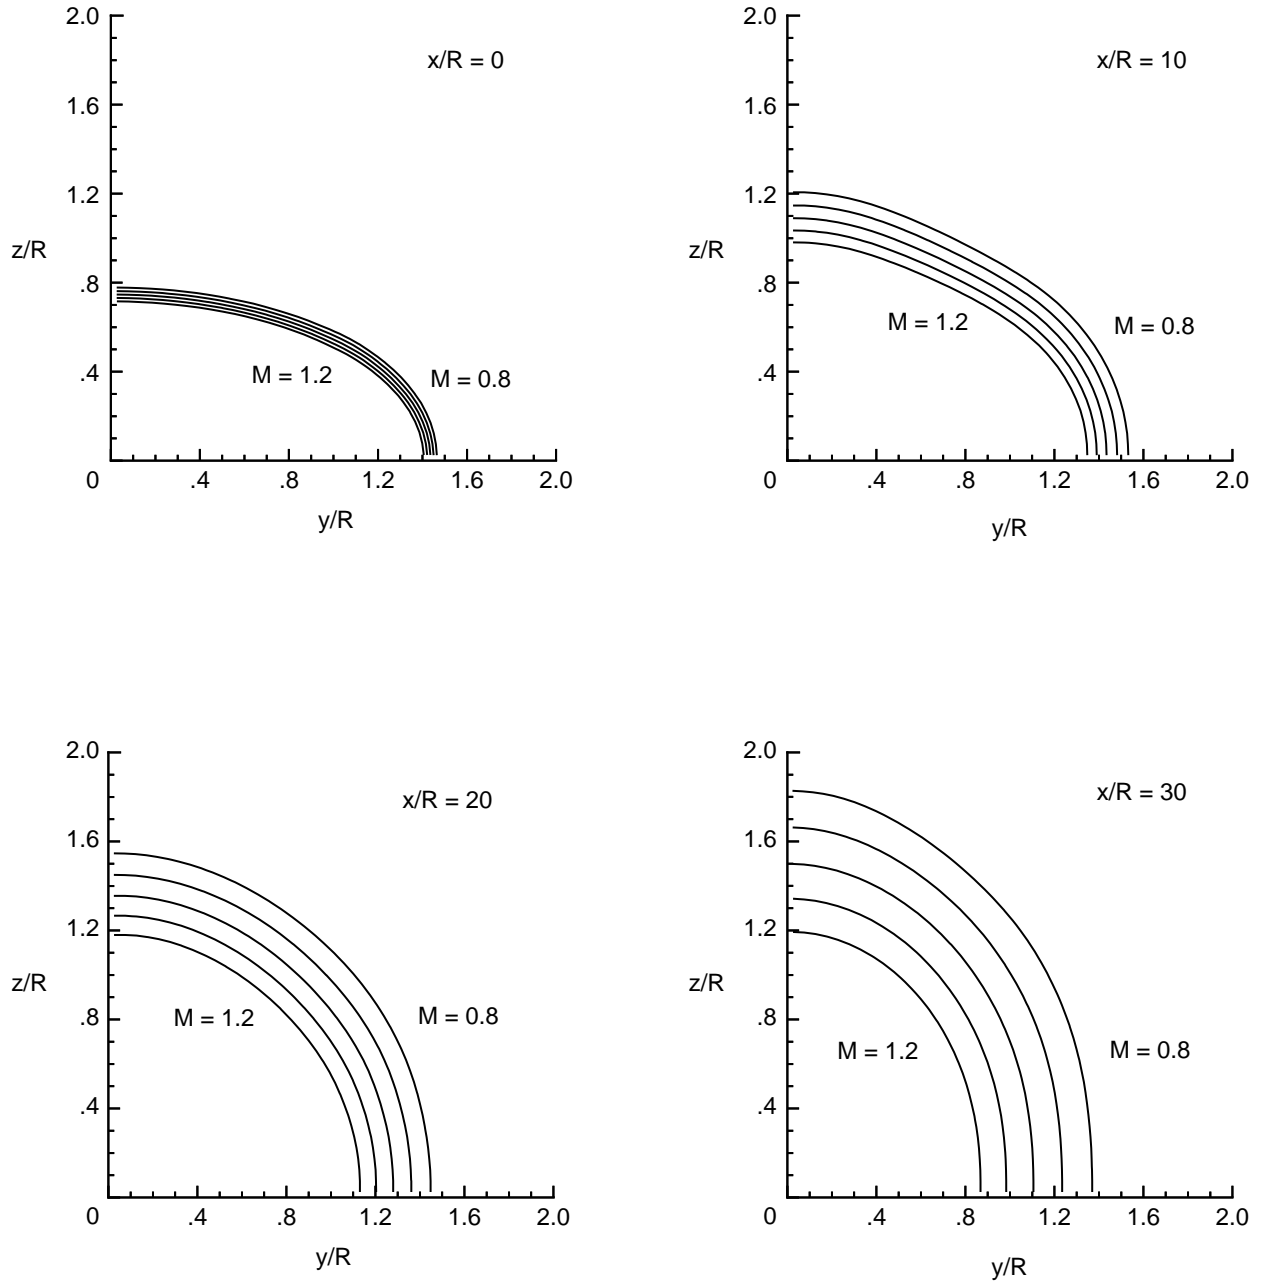 2.0
x/R = 0
1.6
1.2
z/R
.8
M = 1.2
M = 0.8
.4
0
.4
.8
1.2
1.6
2.0
y/R
2.0
x/R = 10
1.6
1.2
z/R
.8
M = 1.2
M = 0.8
.4
0
.4
.8
1.2
1.6
2.0
y/R
2.0
x/R = 20
1.6
1.2
z/R
.8
M = 1.2
M = 0.8
.4
0
.4
.8
1.2
1.6
2.0
y/R
2.0
x/R = 30
1.6
1.2
z/R
.8
M = 1.2
M = 0.8
.4
0
.4
.8
1.2
1.6
2.0
y/R